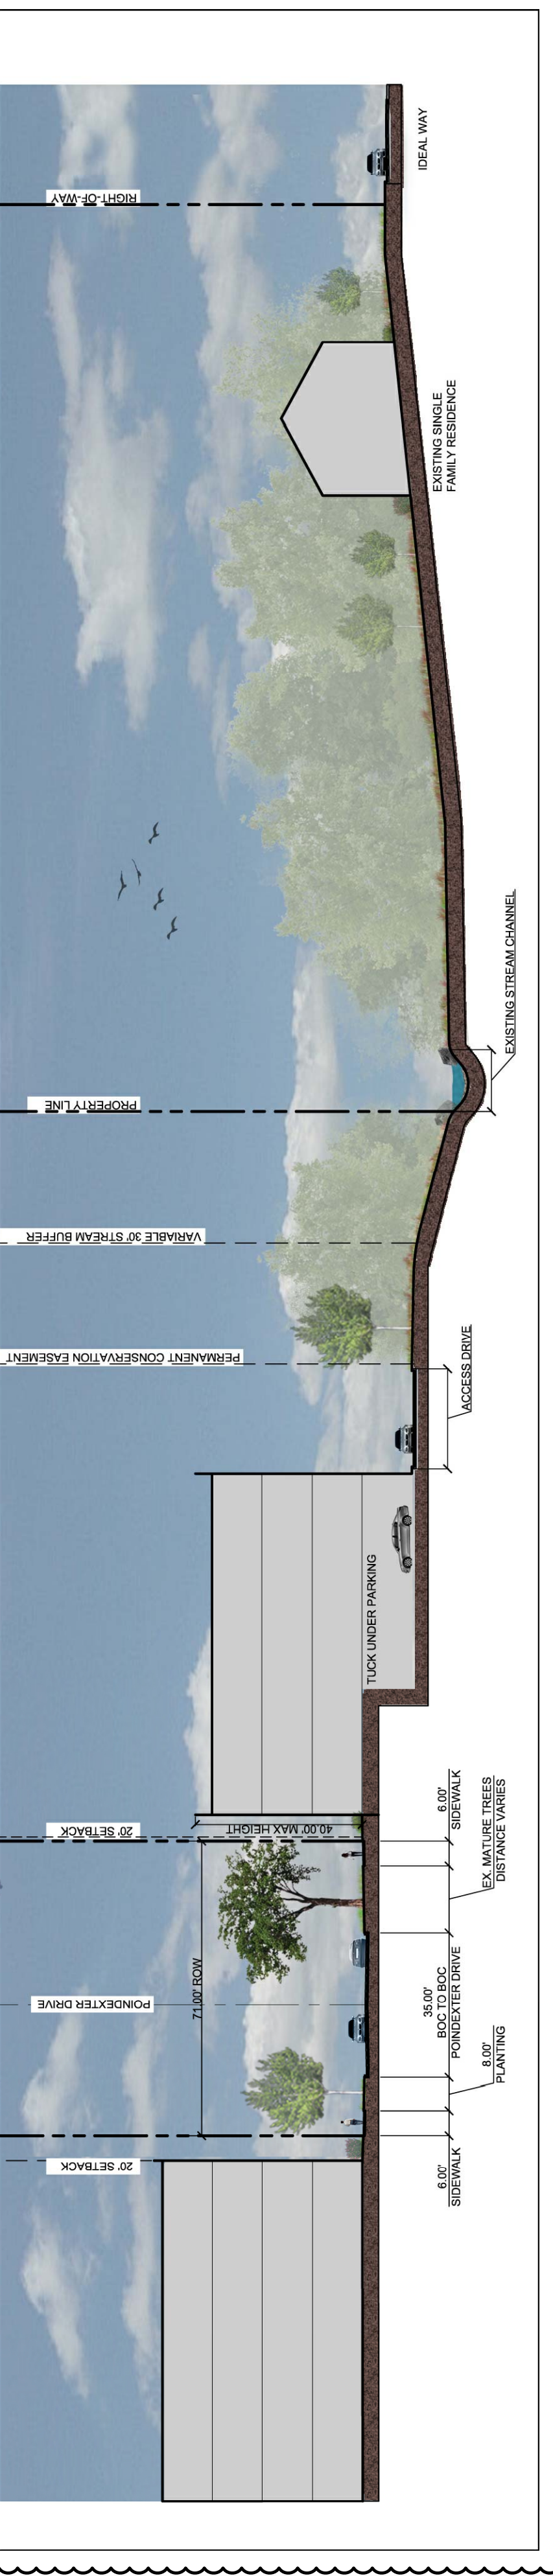 IDEAL WAY
RIGHT-OF-WAY
EXISTING SINGLE
FAMILY RESIDENCE
EXISTING STREAM CHANNEL
PROPERTY LINE
VARIABLE 30' STREAM BUFFER
PERMANENT CONSERVATION EASEMENT
ACCESS DRIVE
TUCK UNDER PARKING
20' SETBACK
40.00' MAX HEIGHT
6.00'
SIDEWALK
EX. MATURE TREES
DISTANCE VARIES
71.00' ROW
POINDEXTER DRIVE
35.00'
BOC TO BOC
POINDEXTER DRIVE
8.00'
PLANTING
6.00'
SIDEWALK
20' SETBACK